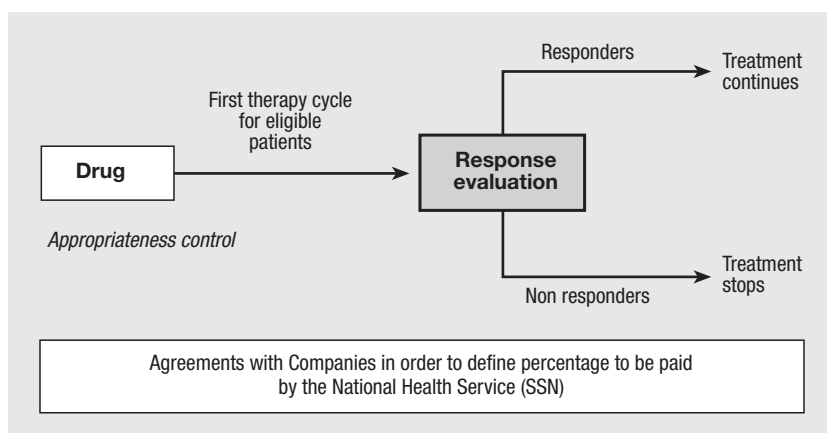 Responders
Treatment
continues
First therapy cycle
for eligible
patients
Drug
Response
evaluation
Appropriateness control
Treatment
stops
Non responders
Agreements with Companies in order to define percentage to be paid
by the National Health Service (SSN)